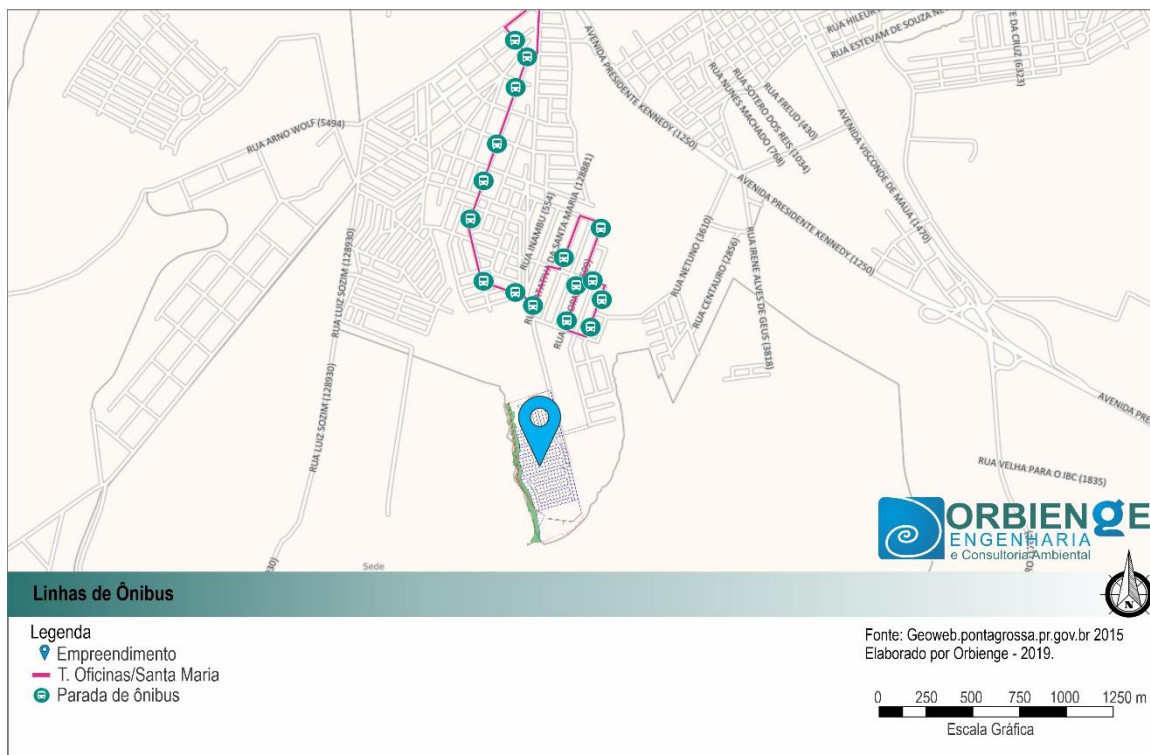 RUA HILEU
RUA ESTEVAM DE SOUZA NE
TE DA CRUZ (6323)
AVENIDA PRESIDENTE KENNEDY (1250)
RUA FREUD (430)
RUA SOTERO DOS REIS (1034)
RUA NUNES MACHADO (768)
AVENIDA VISCONDE DE MAUA (1470)
RUA ARNO WOLF (5494)
RUA INAMBU (554)
DA SANTA MARIA (128881)
AVENIDA PRESIDENTE KENNEDY (1250)
RUA NETUNO (3610)
RUA CENTAURO (2856)
RUA IRENE ALVES DE GEUS (3818)
RUA LUIZ SOZIM (128930)
RUA
RUA LUIZ SOZIM (128930)
AVENIDA PRE
RUA VELHA PARA O IBC (1835)
Sede
ORBIENGE
ENGENHARIA
e Consultoria Ambiental
Linhas de Ônibus
N
Legenda
Empreendimento
T. Oficinas/Santa Maria
Parada de ônibus
Fonte: Geoweb.pontagrossa.pr.gov.br 2015
Elaborado por Orbienge - 2019.
0 250 500 750 1000 1250 m
Escala Gráfica